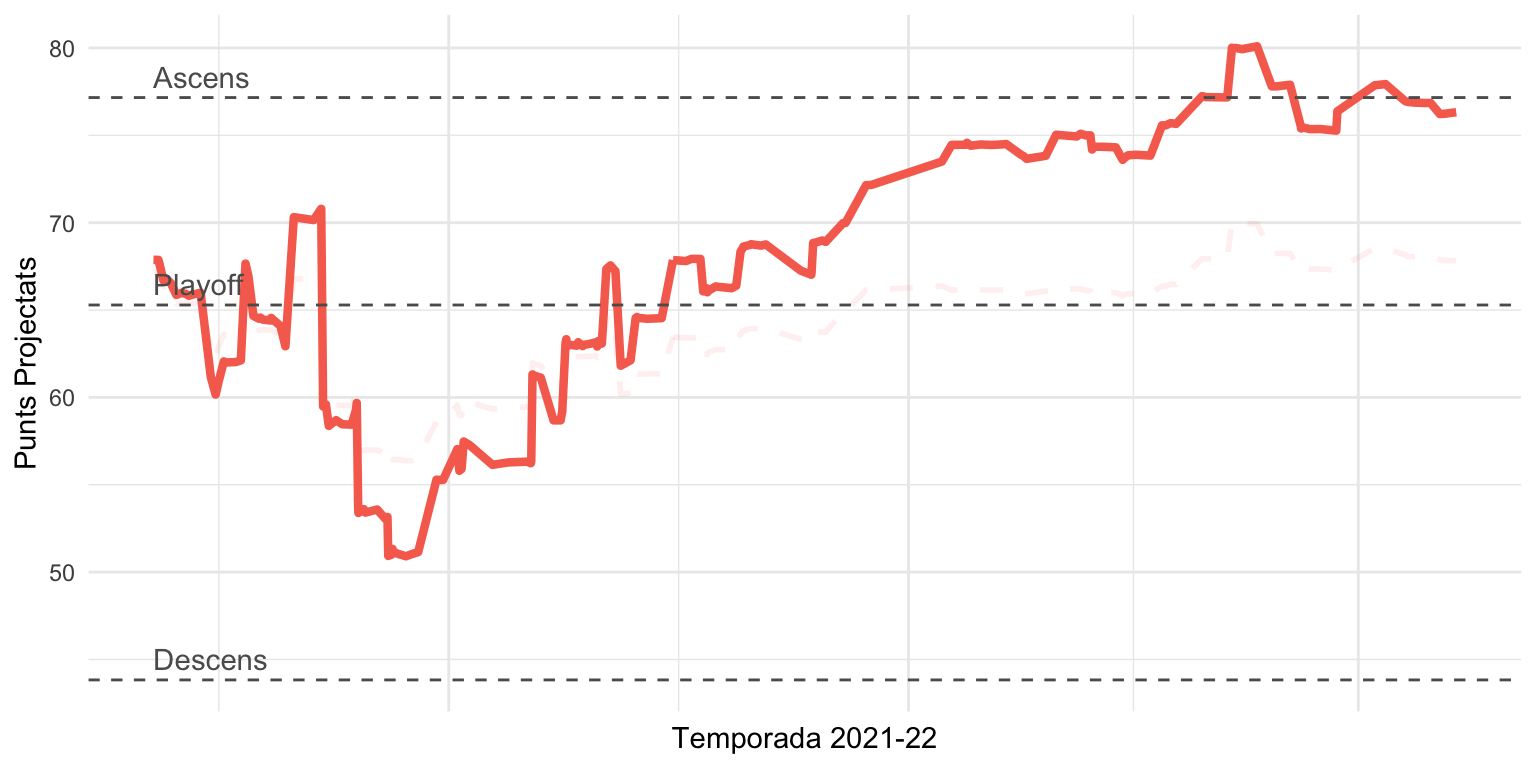 80
Ascens
70
Playoff
60
50
Descens
Punts Projectats
Temporada 2021-22